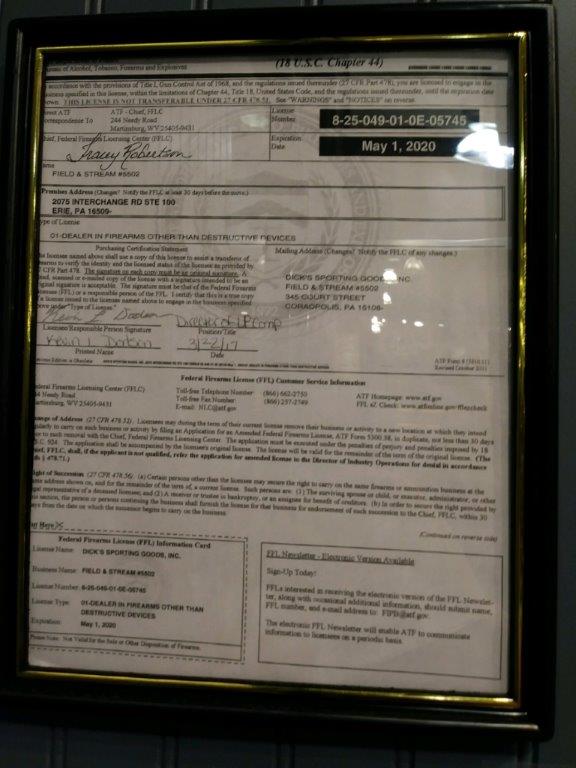 Bureau of Alcohol, Tobacco, Firearms and Explosives
(18 U.S.C. Chapter 44)
In accordance with the provisions of Title I, Gun Control Act of 1968, and the regulations issued thereunder (27 CFR Part 478), you are licensed to engage in the
business specified in this license, within the limitations of Chapter 44, Title 18, United States Code, and the regulations issued thereunder, until the expiration date
shown. THIS LICENSE IS NOT TRANSFERABLE UNDER 27 CFR 478.51. See "WARNINGS" and "NOTICES" on reverse.
Direct ATF
Correspondence To
ATF - Chief, FFLC
244 Needy Road
Martinsburg, WV 25405-9431
License
Number
8-25-049-01-0E-05745
Chief, Federal Firearms Licensing Center (FFLC)
Tracey Robertson
Expiration
Date
May 1, 2020
Name
FIELD & STREAM #5502
Premises Address (Changes? Notify the FFLC at least 30 days before the move.)
2075 INTERCHANGE RD STE 100
ERIE, PA 16509-
Type of License
01-DEALER IN FIREARMS OTHER THAN DESTRUCTIVE DEVICES
Purchasing Certification Statement
The licensee named above shall use a copy of this license to assist a transferor of
firearms to verify the identity and the licensed status of the licensee as provided by
27 CFR Part 478. The signature on each copy must be an original signature. A
faxed, scanned or e-mailed copy of the license with a signature intended to be an
original signature is acceptable. The signature must be that of the Federal Firearms
Licensee (FFL) or a responsible person of the FFL. I certify that this is a true copy
of a license issued to the licensee named above to engage in the business specified
above under "Type of License."
Mailing Address (Changes? Notify the FFLC of any changes.)
DICK'S SPORTING GOODS, INC.
FIELD & STREAM #5502
345 COURT STREET
CORAOPOLIS, PA 15108-
Director of LP Comp
Licensee/Responsible Person Signature
Position/Title
3/22/17
Printed Name
Date
Previous Edition is Obsolete
ATF Form 8 (5310.11)
Revised October 2011
Federal Firearms License (FFL) Customer Service Information
Federal Firearms Licensing Center (FFLC)
244 Needy Road
Martinsburg, WV 25405-9431
Toll-free Telephone Number: (866) 662-2750
Toll-free Fax Number: (866) 257-2749
E-mail: NLC@atf.gov
ATF Homepage: www.atf.gov
FFL eZ Check: www.atfonline.gov/fflezcheck
Change of Address (27 CFR 478.52). Licensees may during the term of their current license remove their business or activity to a new location at which they intend
regularly to carry on such business or activity by filing an Application for an Amended Federal Firearms License, ATF Form 5300.38, in duplicate, not less than 30 days
prior to such removal with the Chief, Federal Firearms Licensing Center. The application must be executed under the penalties of perjury and penalties imposed by 18
U.S.C. 924. The application shall be accompanied by the licensee's original license. The license will be valid for the remainder of the term of the original license. (The
Chief, FFLC, shall, if the applicant is not qualified, refer the application for amended license to the Director of Industry Operations for denial in accordance
with § 478.71.)
Right of Succession (27 CFR 478.56). (a) Certain persons other than the licensee may secure the right to carry on the same firearms or ammunition business at the
same address shown on, and for the remainder of the term of, a current license. Such persons are: (1) The surviving spouse or child, or executor, administrator, or other
legal representative of a deceased licensee; and (2) A receiver or trustee in bankruptcy, or an assignee for benefit of creditors. (b) In order to secure the right provided by
this section, the person or persons continuing the business shall furnish the license for that business for endorsement of such succession to the Chief, FFLC, within 30
days from the date on which the successor begins to carry on the business.
(Continued on reverse side)
Cut Here
Federal Firearms License (FFL) Information Card
License Name: DICK'S SPORTING GOODS, INC.
Business Name: FIELD & STREAM #5502
License Number: 8-25-049-01-0E-05745
License Type: 01-DEALER IN FIREARMS OTHER THAN
DESTRUCTIVE DEVICES
Expiration: May 1, 2020
Please Note: Not Valid for the Sale or Other Disposition of Firearms.
FFL Newsletter - Electronic Version Available
Sign-Up Today!
FFLs interested in receiving the electronic version of the FFL Newslet-
ter, along with occasional additional information, should submit name,
FFL number, and e-mail address to: FIPB@atf.gov.
The electronic FFL Newsletter will enable ATF to communicate
information to licensees on a periodic basis.